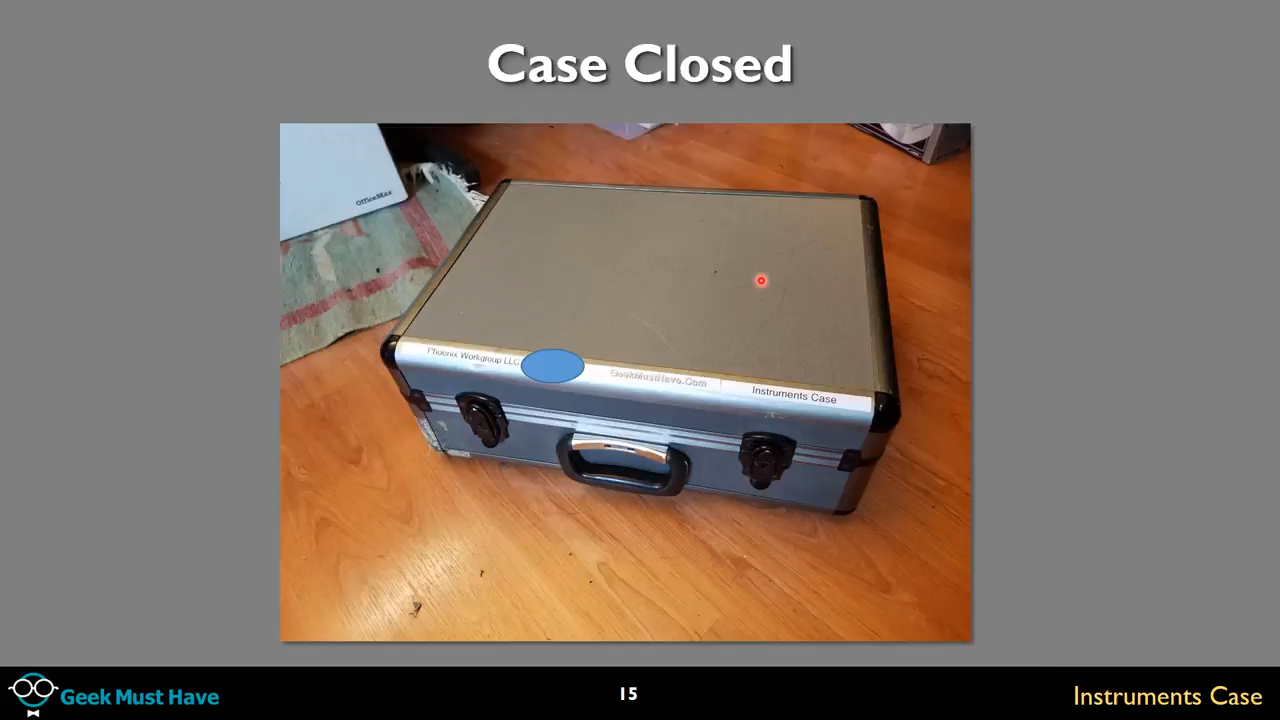 Case Closed
OfficeMax
Phoenix Workgroup LLC
GeekMustHave.Com
Instruments Case
Geek Must Have
15
Instruments Case